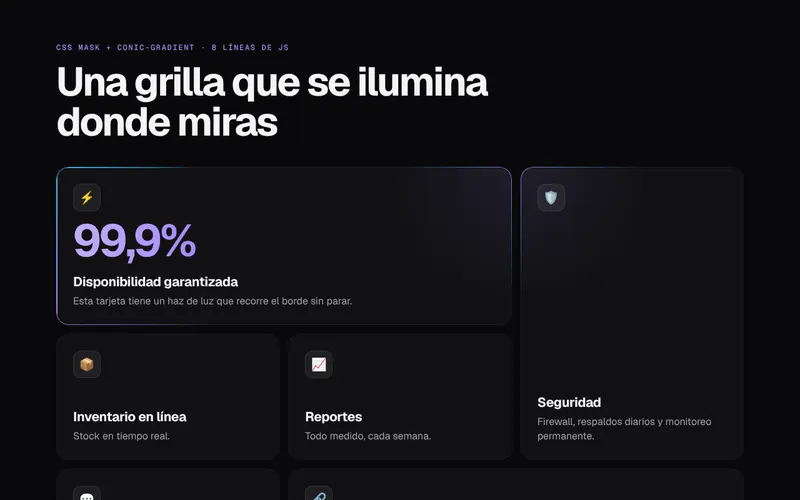 CSS MASK + CONIC-GRADIENT · 8 LÍNEAS DE JS
Una grilla que se ilumina
donde miras
99,9%
Disponibilidad garantizada
Esta tarjeta tiene un haz de luz que recorre el borde sin parar.
Inventario en línea
Stock en tiempo real.
Reportes
Todo medido, cada semana.
Seguridad
Firewall, respaldos diarios y monitoreo
permanente.